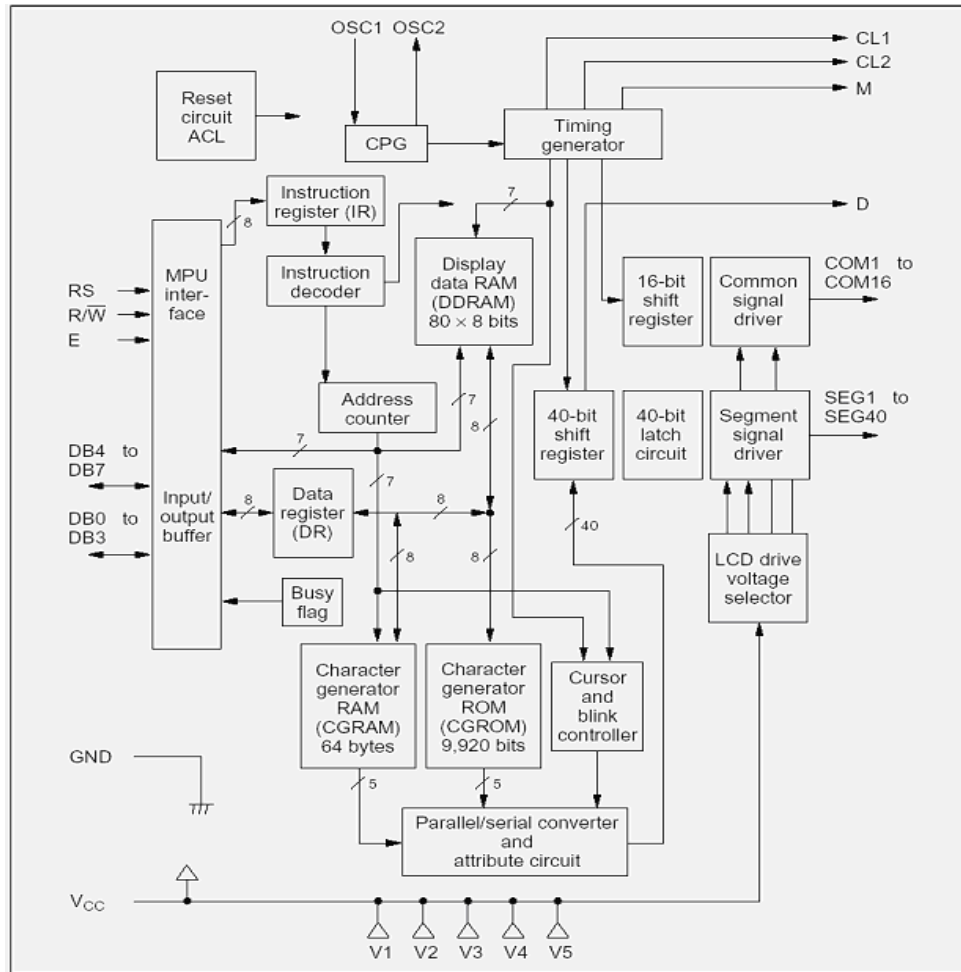 OSC1 OSC2
CL1
CL2
M
Reset
circuit
ACL
CPG
Timing
generator
7
D
8
Instruction
register (IR)
MPU
inter-
face
Instruction
decoder
Display
data RAM
(DDRAM)
80 × 8 bits
16-bit
shift
register
Common
signal
driver
COM1 to
COM16
RS
R/W̅
E
Address
counter
7
8
40-bit
shift
register
40-bit
latch
circuit
Segment
signal
driver
SEG1 to
SEG40
DB4 to
DB7
7
7
DB0 to
DB3
Input/
output
buffer
8
Data
register
(DR)
8
8
8
40
LCD drive
voltage
selector
Busy
flag
Character
generator
RAM
(CGRAM)
64 bytes
Character
generator
ROM
(CGROM)
9,920 bits
Cursor
and
blink
controller
GND
5
5
Parallel/serial converter
and
attribute circuit
VCC
V1 V2 V3 V4 V5